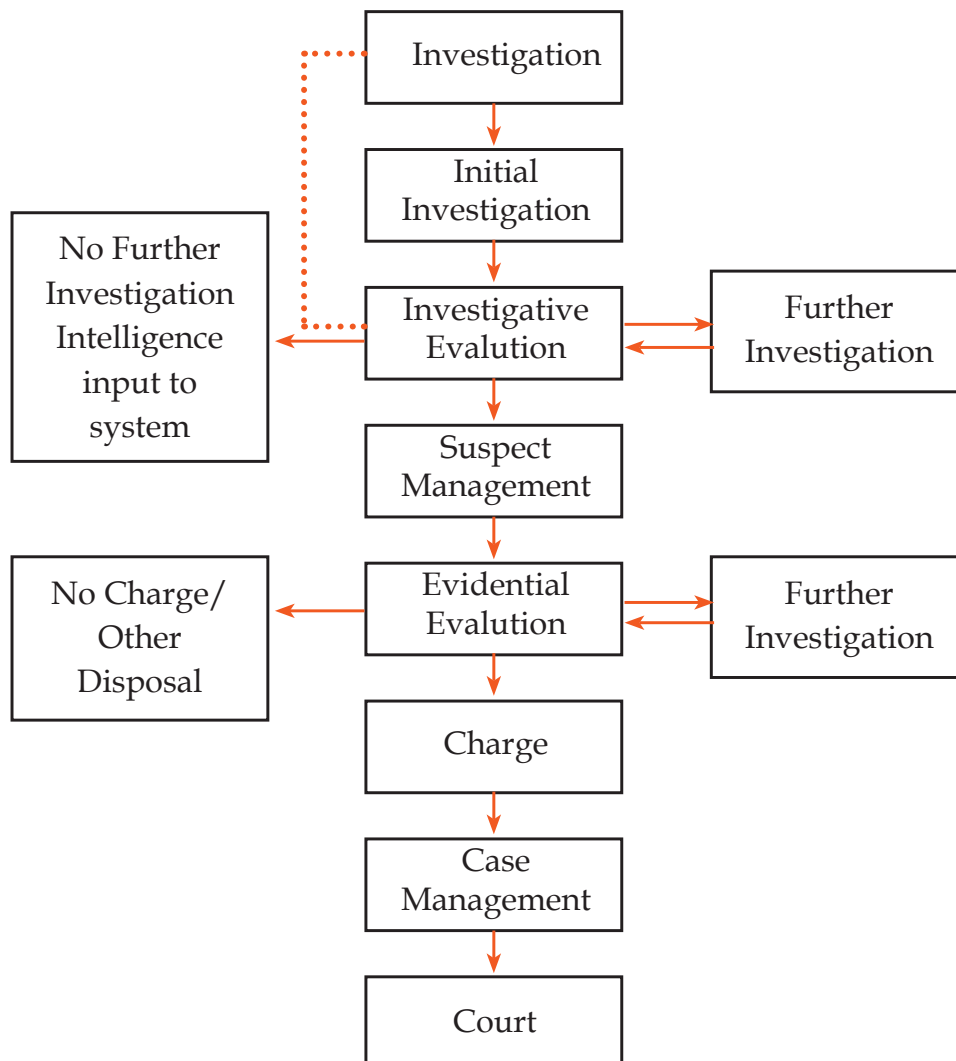 Investigation
Initial
Investigation
No Further
Investigation
Intelligence
input to
system
Investigative
Evalution
Further
Investigation
Suspect
Management
No Charge/
Other
Disposal
Evidential
Evalution
Further
Investigation
Charge
Case
Management
Court